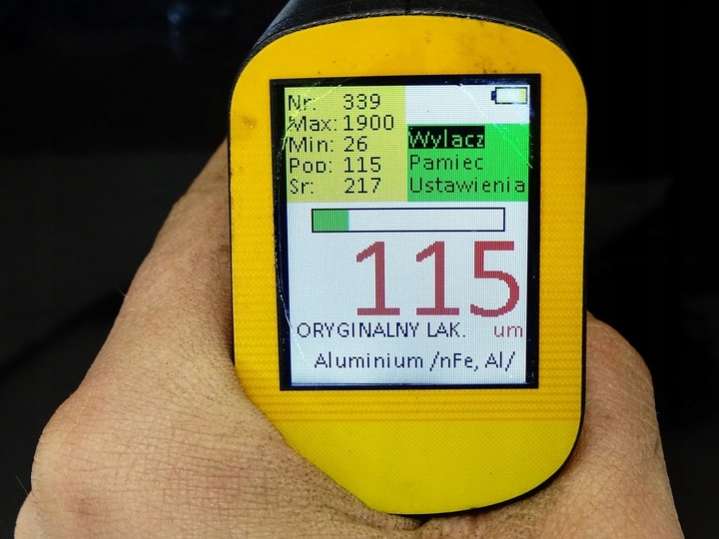 Nr: 339
Max: 1900
Min: 26
Pop: 115
Sr: 217
Wylacz
Pamiec
Ustawienia
115
ORYGINALNY LAK. um
Aluminium /nFe, Al/